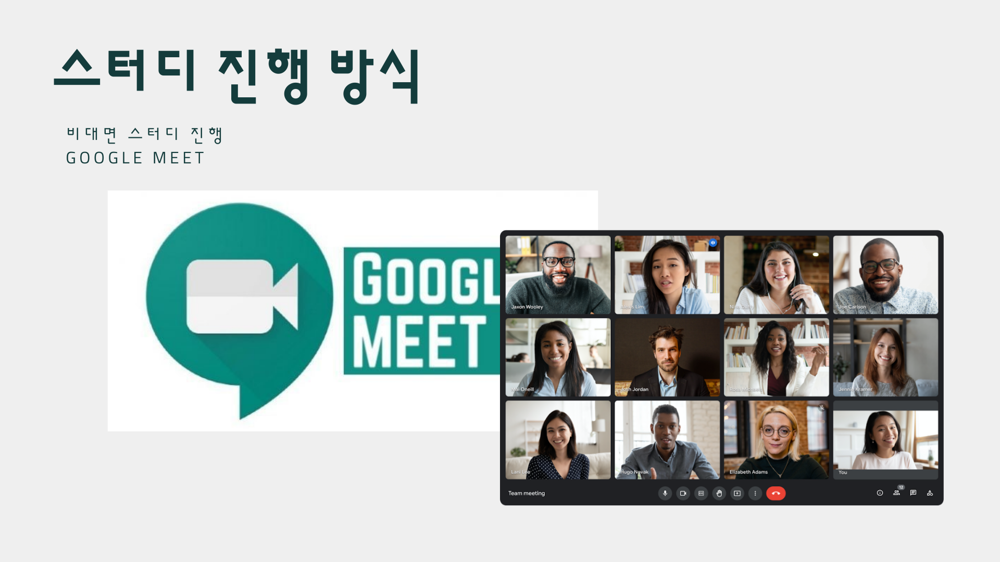 스터디 진행 방식
비대면 스터디 진행
GOOGLE MEET
GOOGL
MEET
Jaxon Wooley
Alexis Lim
Nina Duffy
Joe Carlson
Mai Oneill
Josh Jordan
Rosa Michaels
Jennie Kramer
Lani Lee
Hugo Novak
Elizabeth Adams
You
Team meeting
12